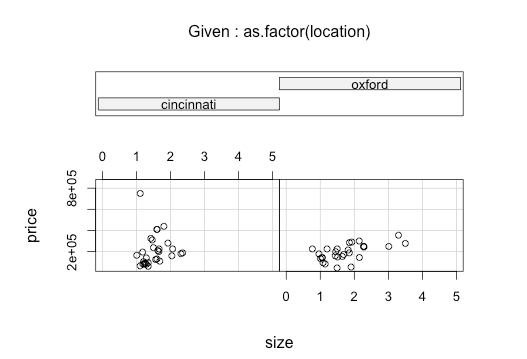 Given : as.factor(location)
oxford
cincinnati
0 1 2 3 4 5
8e+05
2e+05
price
0 1 2 3 4 5
size